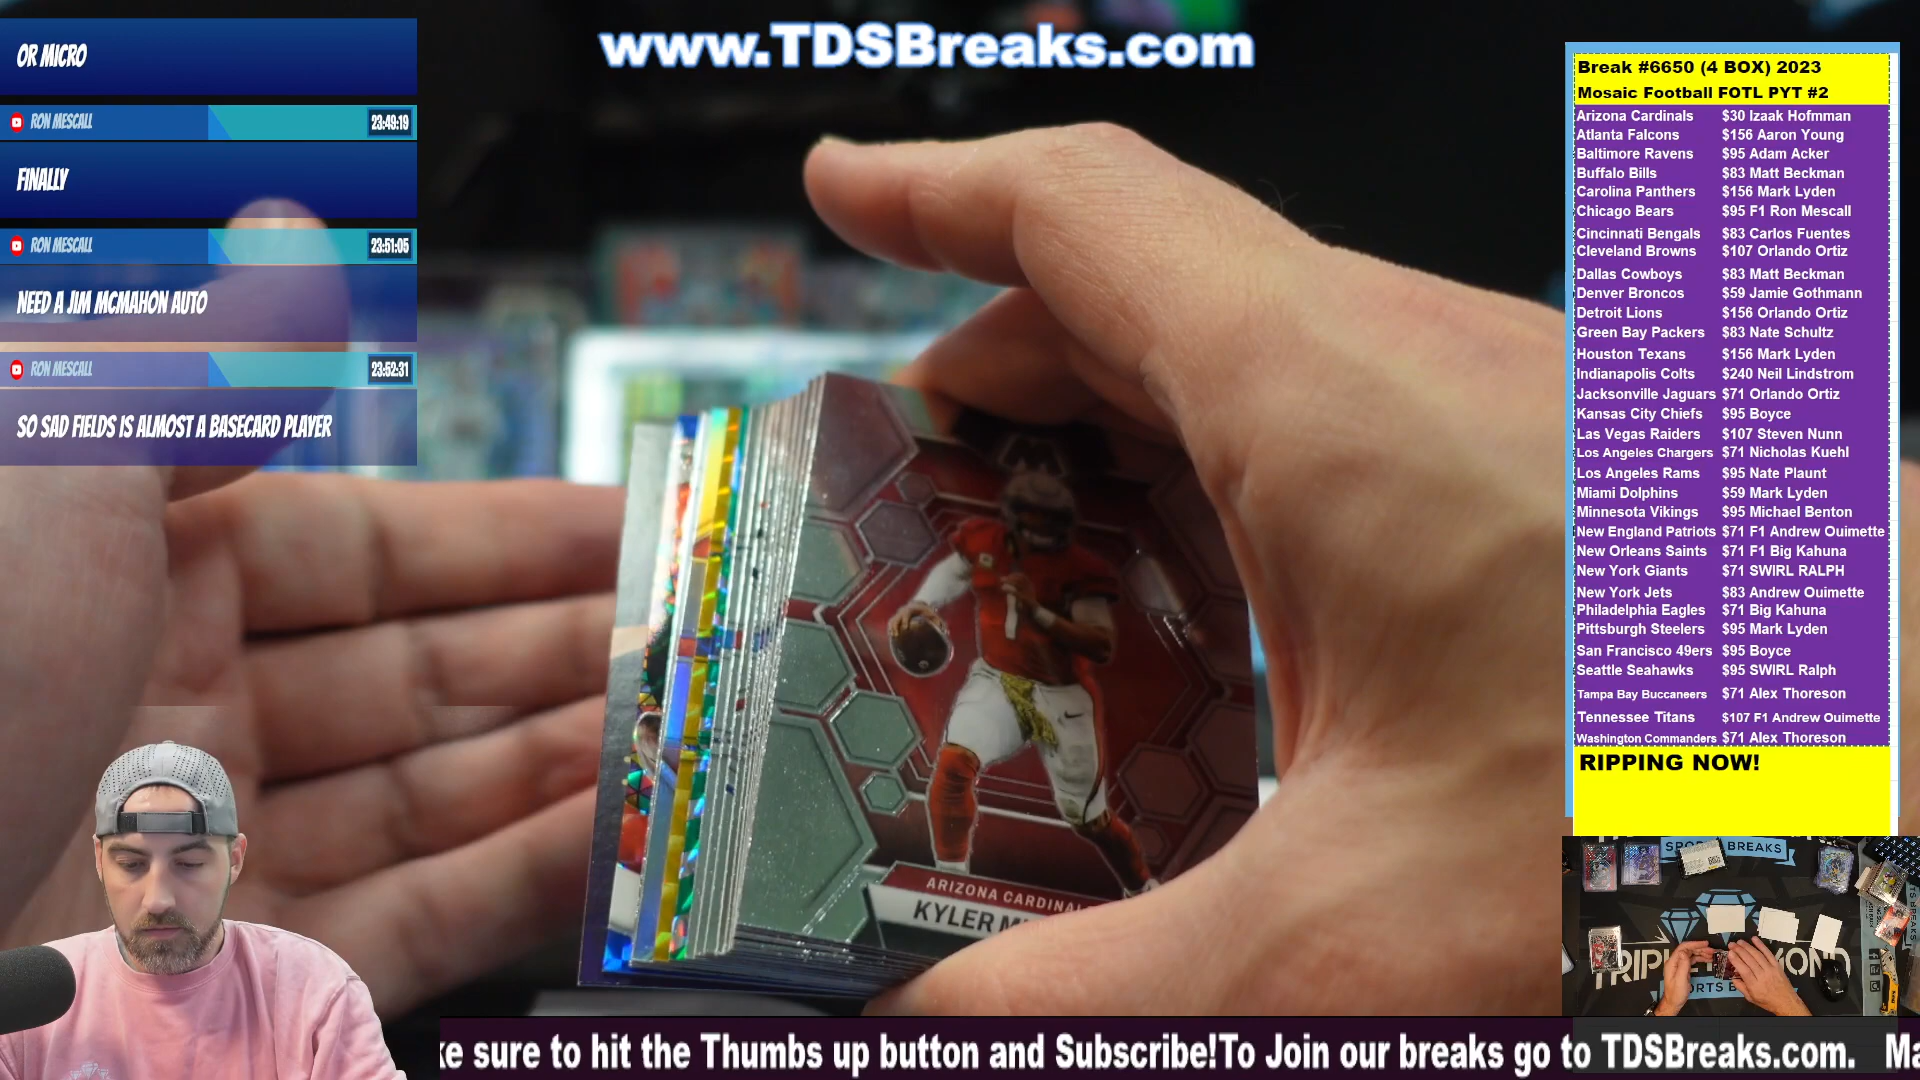 OR MICRO
RON MESCALL 23:49:19
FINALLY
RON MESCALL 23:51:05
NEED A JIM MCMAHON AUTO
RON MESCALL 23:52:31
SO SAD FIELDS IS ALMOST A BASECARD PLAYER
www.TDSBreaks.com
1
ARIZONA CARDINALS
KYLER
Break #6650 (4 BOX) 2023
Mosaic Football FOTL PYT #2
Arizona Cardinals $30 Izaak Hofmman
Atlanta Falcons $156 Aaron Young
Baltimore Ravens $95 Adam Acker
Buffalo Bills $83 Matt Beckman
Carolina Panthers $156 Mark Lyden
Chicago Bears $95 F1 Ron Mescall
Cincinnati Bengals $83 Carlos Fuentes
Cleveland Browns $107 Orlando Ortiz
Dallas Cowboys $83 Matt Beckman
Denver Broncos $59 Jamie Gothmann
Detroit Lions $156 Orlando Ortiz
Green Bay Packers $83 Nate Schultz
Houston Texans $156 Mark Lyden
Indianapolis Colts $240 Neil Lindstrom
Jacksonville Jaguars $71 Orlando Ortiz
Kansas City Chiefs $95 Boyce
Las Vegas Raiders $107 Steven Nunn
Los Angeles Chargers $71 Nicholas Kuehl
Los Angeles Rams $95 Nate Plaunt
Miami Dolphins $59 Mark Lyden
Minnesota Vikings $95 Michael Benton
New England Patriots $71 F1 Andrew Ouimette
New Orleans Saints $71 F1 Big Kahuna
New York Giants $71 SWIRL RALPH
New York Jets $83 Andrew Ouimette
Philadelphia Eagles $71 Big Kahuna
Pittsburgh Steelers $95 Mark Lyden
San Francisco 49ers $95 Boyce
Seattle Seahawks $95 SWIRL Ralph
Tampa Bay Buccaneers $71 Alex Thoreson
Tennessee Titans $107 F1 Andrew Ouimette
Washington Commanders $71 Alex Thoreson
RIPPING NOW!
SPORTS BREAKS
ke sure to hit the Thumbs up button and Subscribe!To Join our breaks go to TDSBreaks.com. Ma